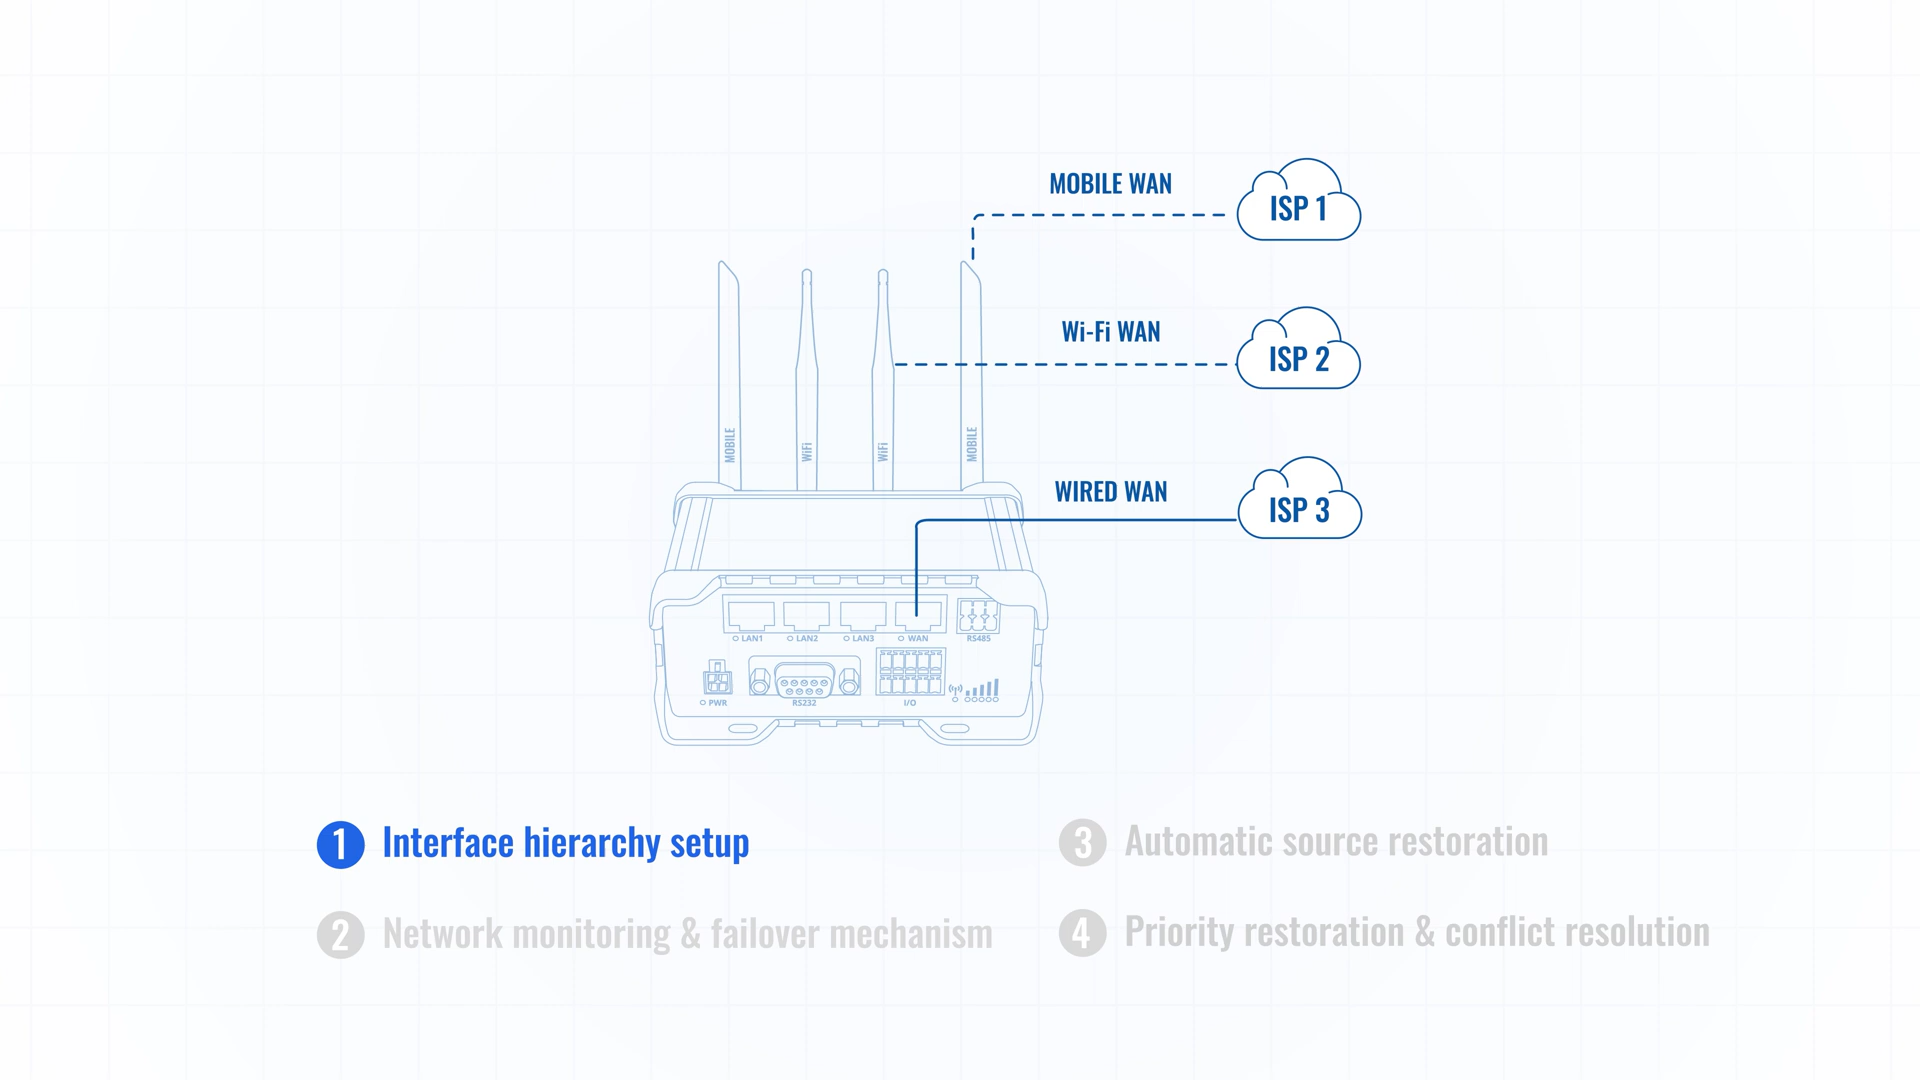 MOBILE WAN
ISP 1
Wi-Fi WAN
ISP 2
MOBILE
WiFi
WiFi
MOBILE
WIRED WAN
ISP 3
LAN1
LAN2
LAN3
WAN
RS485
PWR
RS232
I/O
1 Interface hierarchy setup
2 Network monitoring & failover mechanism
3 Automatic source restoration
4 Priority restoration & conflict resolution